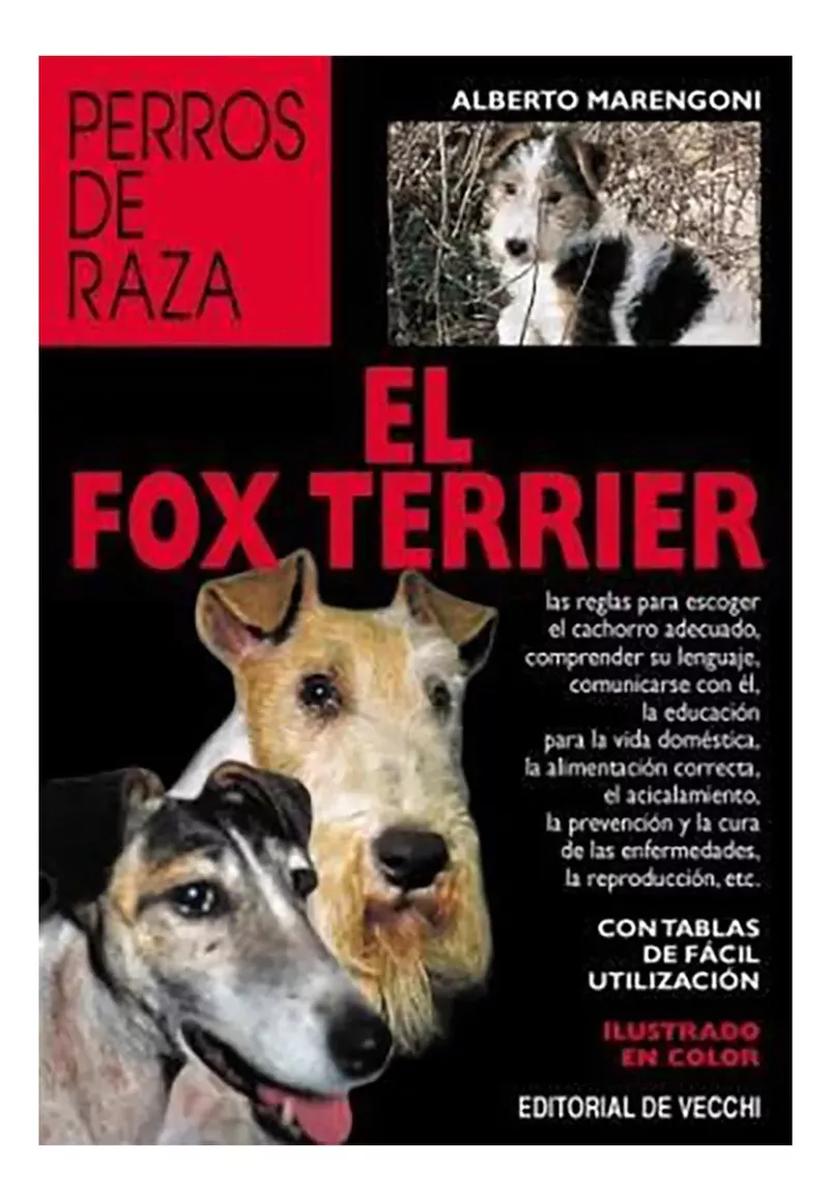 PERROS
DE
RAZA
ALBERTO MARENGONI
EL
FOX TERRIER
las reglas para escoger
el cachorro adecuado,
comprender su lenguaje,
comunicarse con él,
la educación
para la vida doméstica,
la alimentación correcta,
el acicalamiento,
la prevención y la cura
de las enfermedades,
la reproducción, etc.
CON TABLAS
DE FÁCIL
UTILIZACIÓN
ILUSTRADO
EN COLOR
EDITORIAL DE VECCHI